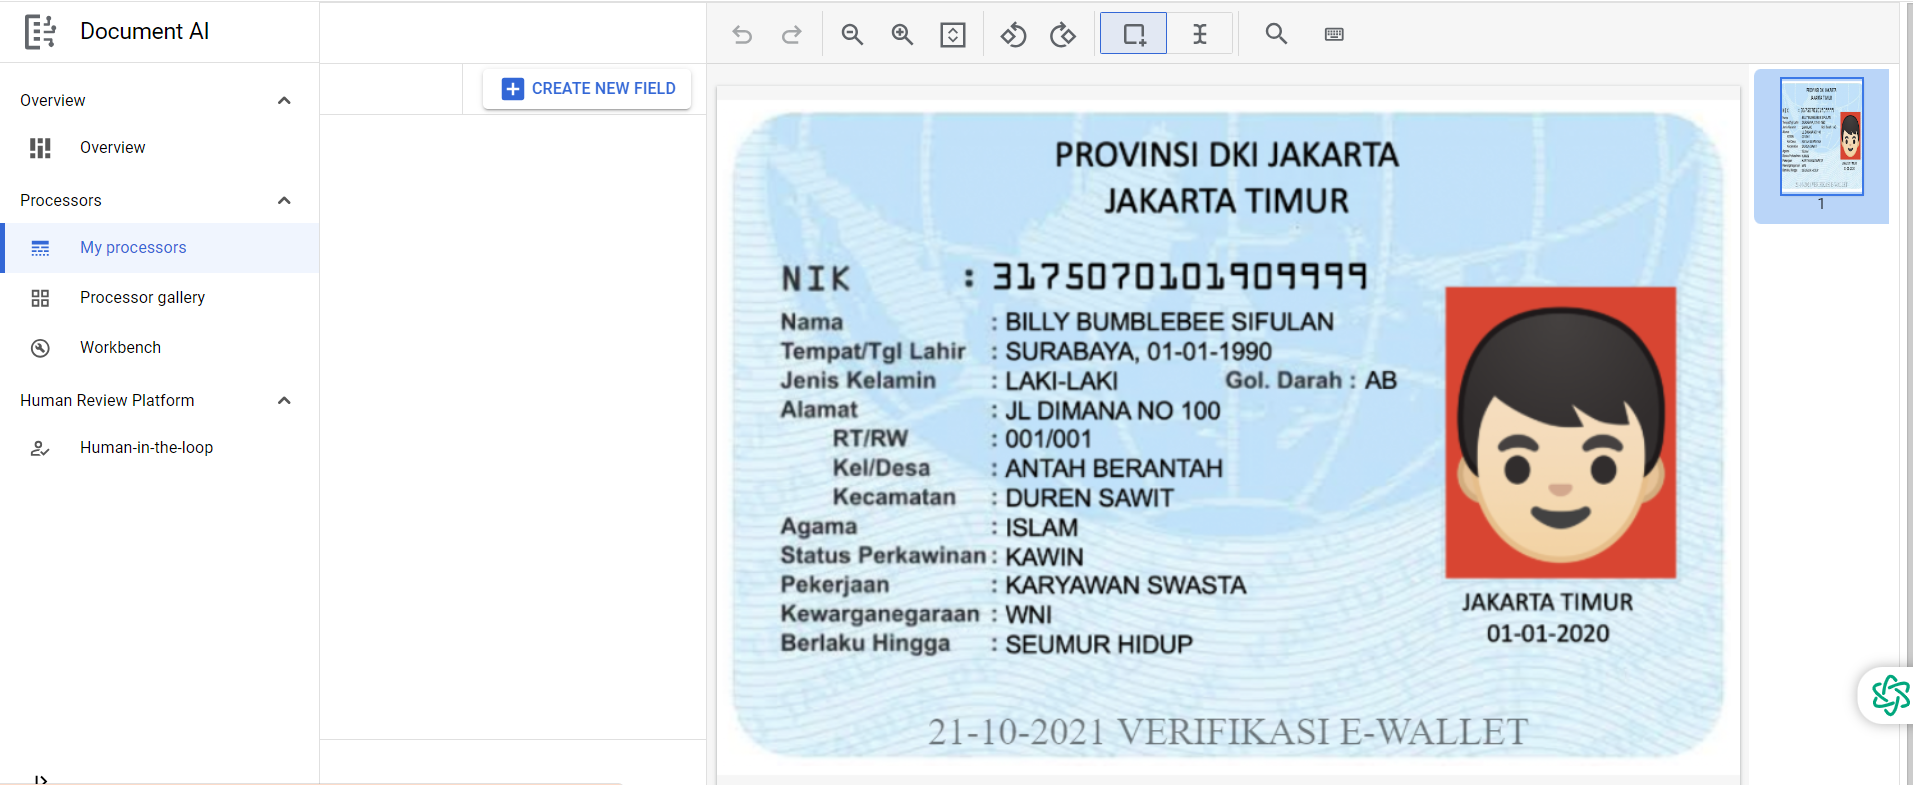 Document AI
Overview
Overview
Processors
My processors
Processor gallery
Workbench
Human Review Platform
Human-in-the-loop
CREATE NEW FIELD
PROVINSI DKI JAKARTA
JAKARTA TIMUR
NIK : 3175070101909999
Nama : BILLY BUMBLEBEE SIFULAN
Tempat/Tgl Lahir : SURABAYA, 01-01-1990
Jenis Kelamin : LAKI-LAKI Gol. Darah : AB
Alamat : JL DIMANA NO 100
RT/RW : 001/001
Kel/Desa : ANTAH BERANTAH
Kecamatan : DUREN SAWIT
Agama : ISLAM
Status Perkawinan : KAWIN
Pekerjaan : KARYAWAN SWASTA
Kewarganegaraan : WNI
Berlaku Hingga : SEUMUR HIDUP
JAKARTA TIMUR
01-01-2020
21-10-2021 VERIFIKASI E-WALLET
1